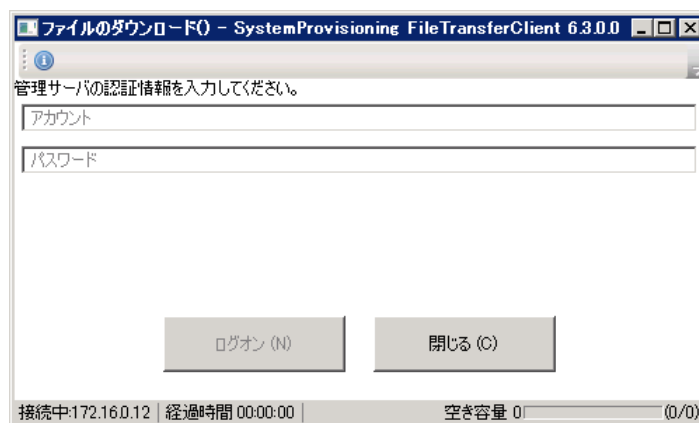 ファイルのダウンロード() - SystemProvisioning FileTransferClient 6.3.0.0
管理サーバの認証情報を入力してください。
アカウント
パスワード
ログオン (N) 閉じる (C)
接続中:172.16.0.12 経過時間 00:00:00 空き容量 0 (0/0)